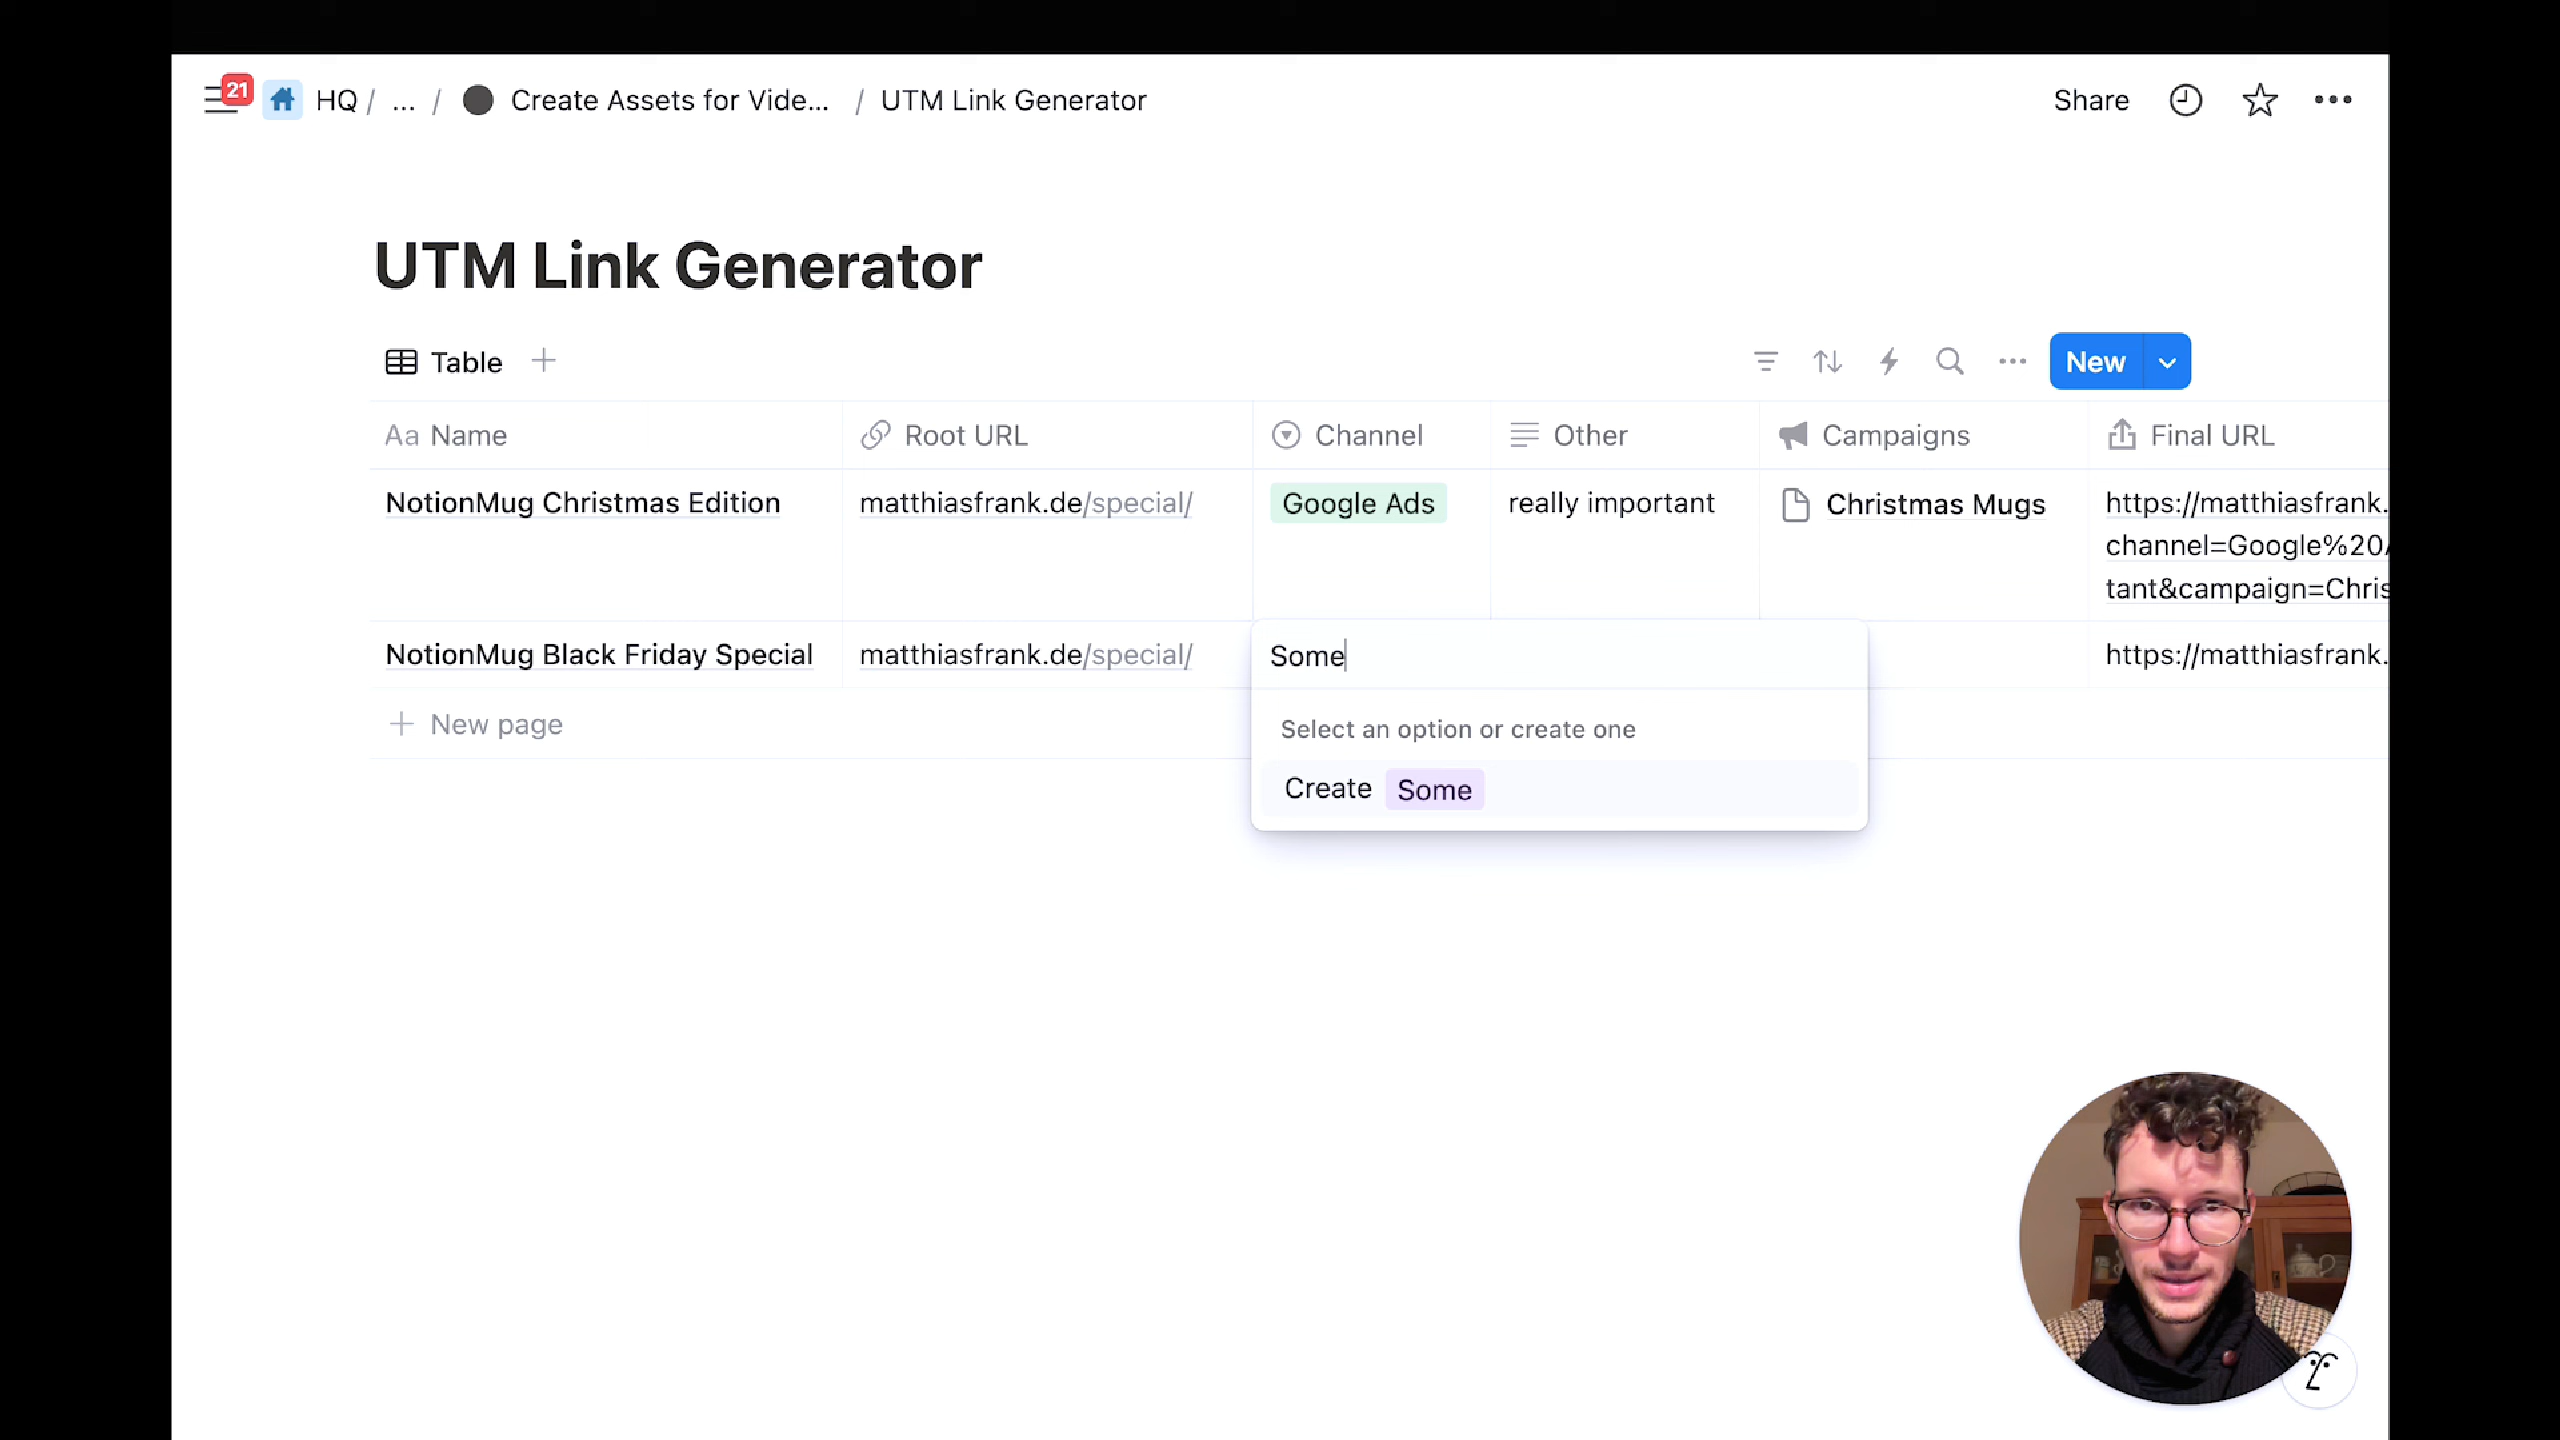 21
HQ / ... / Create Assets for Vide... / UTM Link Generator
Share
UTM Link Generator
Table
New
Aa Name
Root URL
Channel
Other
Campaigns
Final URL
NotionMug Christmas Edition
matthiasfrank.de/special/
Google Ads
really important
Christmas Mugs
https://matthiasfrank.
channel=Google%20
tant&campaign=Chris
NotionMug Black Friday Special
matthiasfrank.de/special/
Some
https://matthiasfrank.
Select an option or create one
Create Some
+ New page